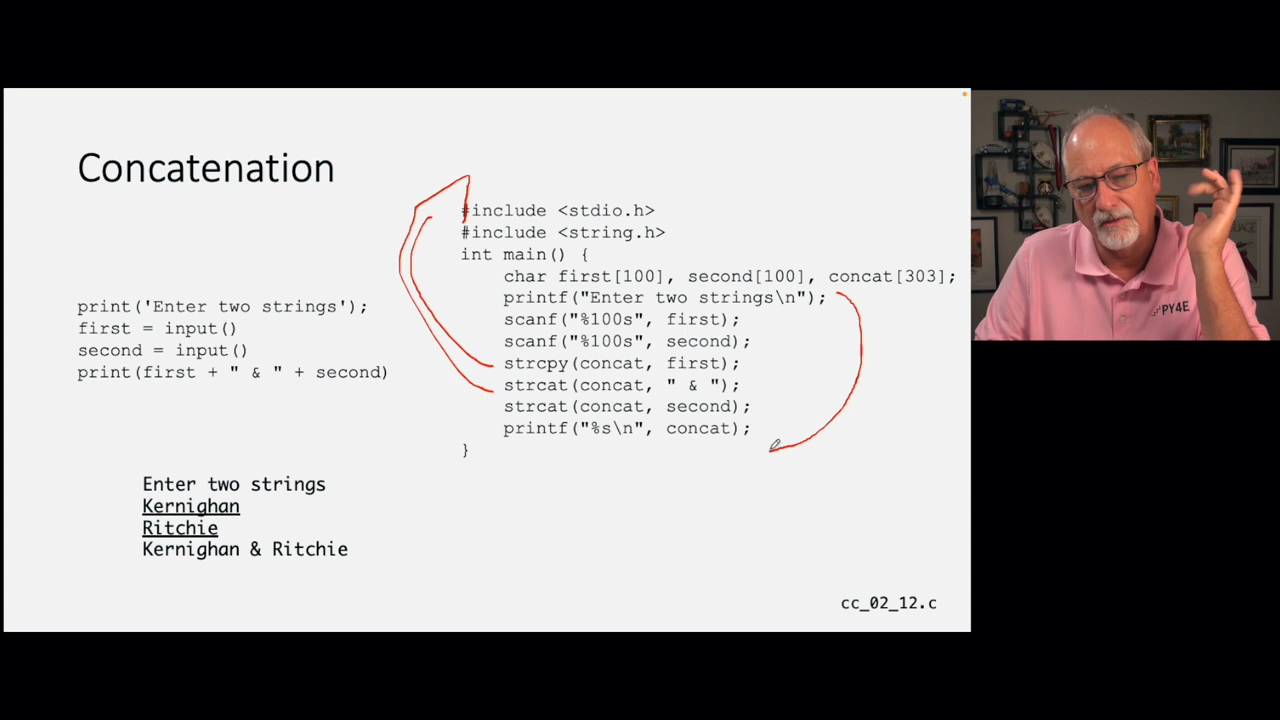 Concatenation
print('Enter two strings');
first = input()
second = input()
print(first + " & " + second)
#include <stdio.h>
#include <string.h>
int main() {
    char first[100], second[100], concat[303];
    printf("Enter two strings\n");
    scanf("%100s", first);
    scanf("%100s", second);
    strcpy(concat, first);
    strcat(concat, " & ");
    strcat(concat, second);
    printf("%s\n", concat);
}
Enter two strings
Kernighan
Ritchie
Kernighan & Ritchie
cc_02_12.c
PY4E